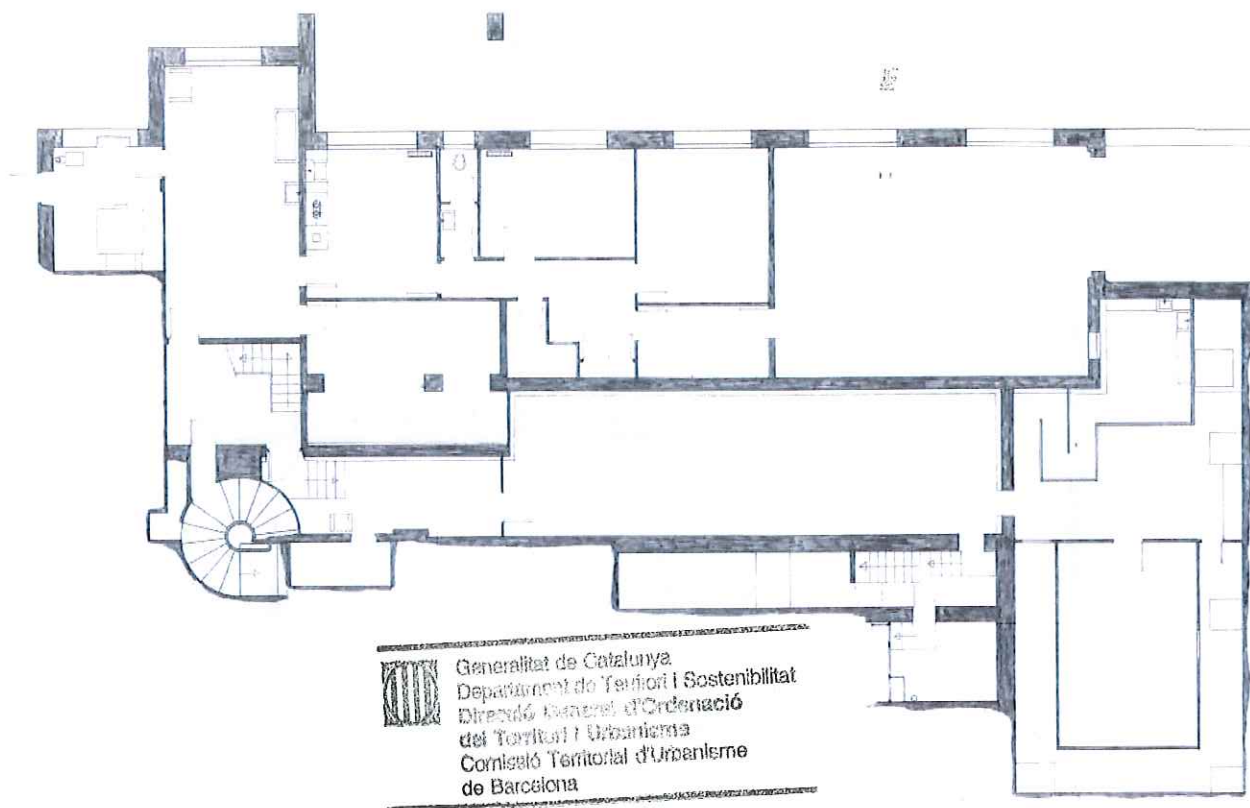 Generalitat de Catalunya
Departament de Territori i Sostenibilitat
Direcció General d'Ordenació
del Territori i Urbanisme
Comissió Territorial d'Urbanisme
de Barcelona